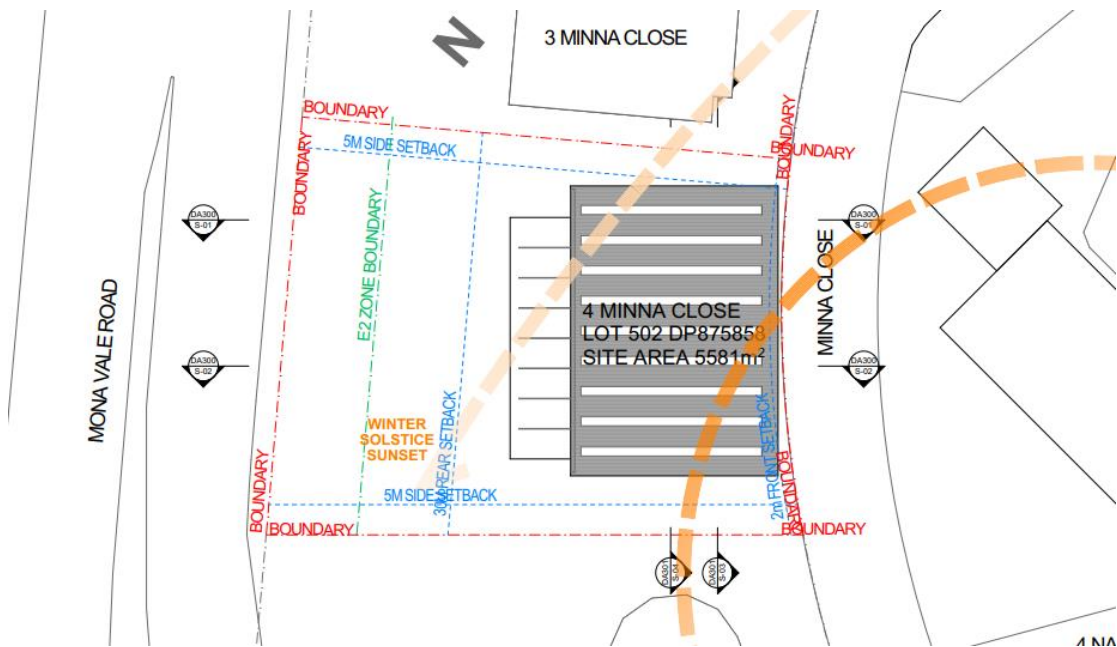 N
3 MINNA CLOSE
BOUNDARY
BOUNDARY
BOUNDARY
BOUNDARY
5M SIDE SETBACK
E2 ZONE BOUNDARY
DA300
S-01
DA300
S-01
MONA VALE ROAD
4 MINNA CLOSE
LOT 502 DP875858
SITE AREA 5581m²
MINNA CLOSE
DA300
S-02
DA300
S-02
WINTER
SOLSTICE
SUNSET
30M REAR SETBACK
2m FRONT SETBACK
5M SIDE SETBACK
BOUNDARY
BOUNDARY
BOUNDARY
BOUNDARY
DA301
S-04
DA301
S-03
4 NA